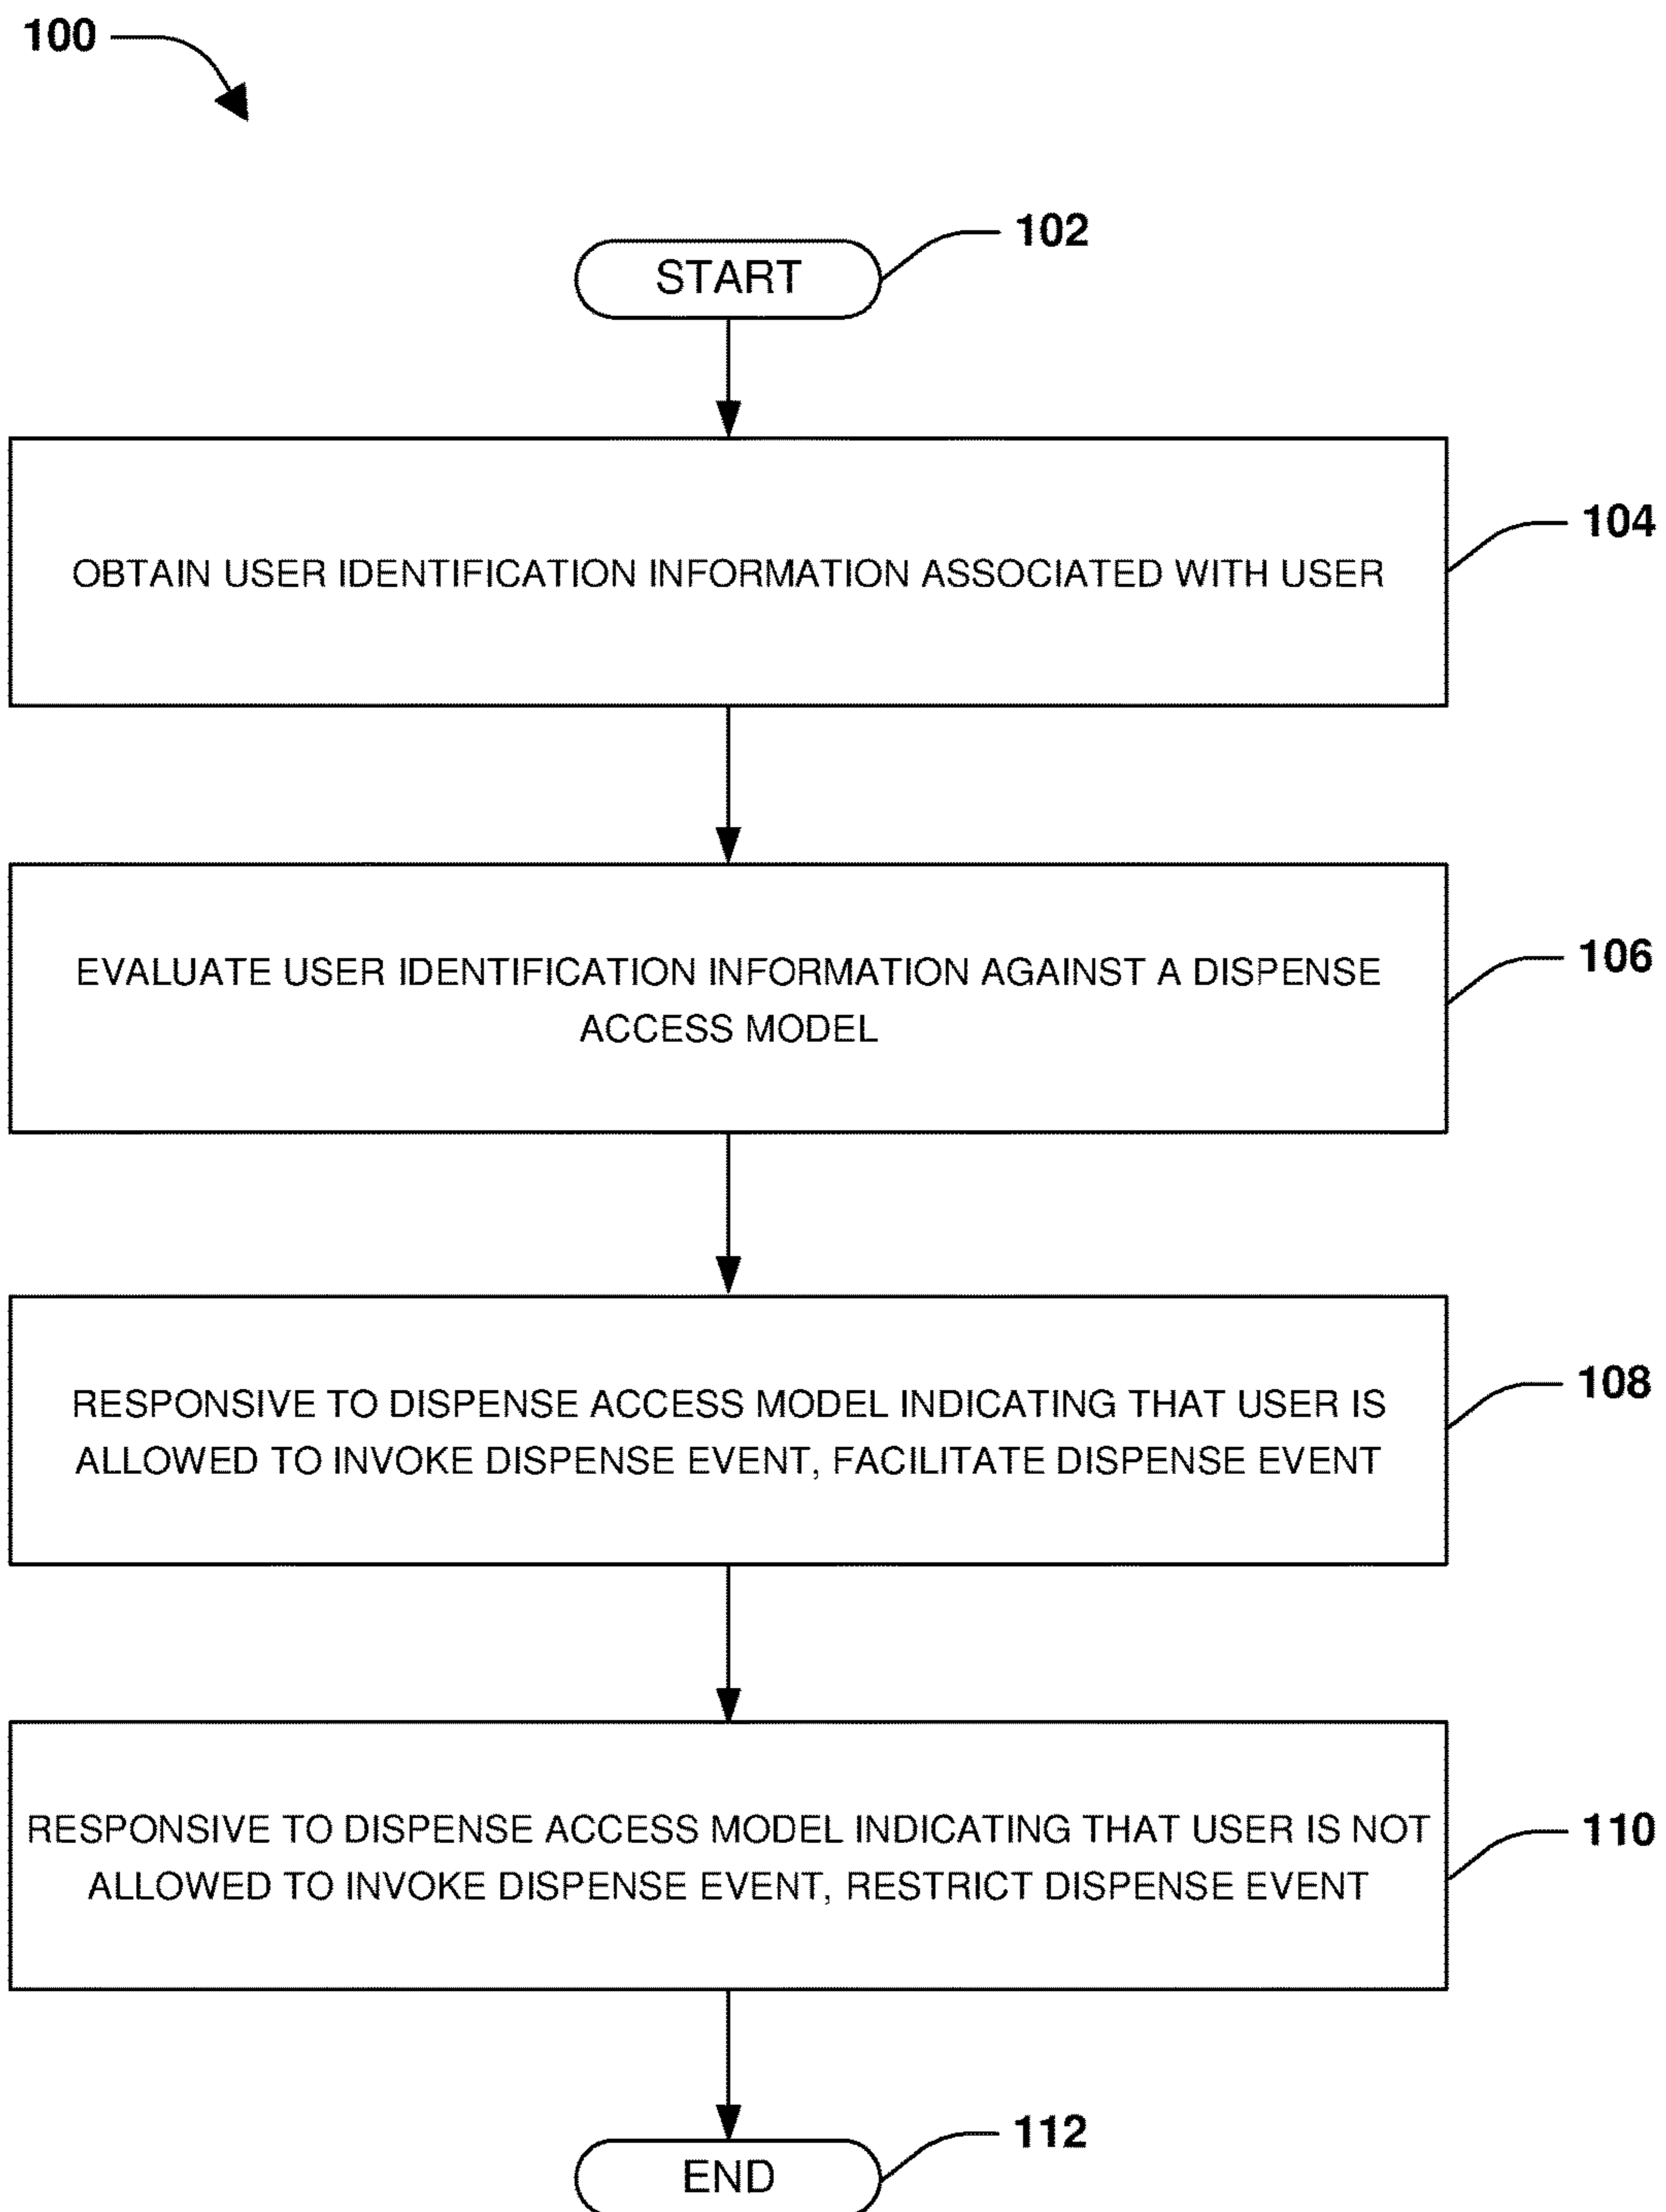 100
102
START
104
OBTAIN USER IDENTIFICATION INFORMATION ASSOCIATED WITH USER
106
EVALUATE USER IDENTIFICATION INFORMATION AGAINST A DISPENSE
ACCESS MODEL
108
RESPONSIVE TO DISPENSE ACCESS MODEL INDICATING THAT USER IS
ALLOWED TO INVOKE DISPENSE EVENT, FACILITATE DISPENSE EVENT
110
RESPONSIVE TO DISPENSE ACCESS MODEL INDICATING THAT USER IS NOT
ALLOWED TO INVOKE DISPENSE EVENT, RESTRICT DISPENSE EVENT
112
END